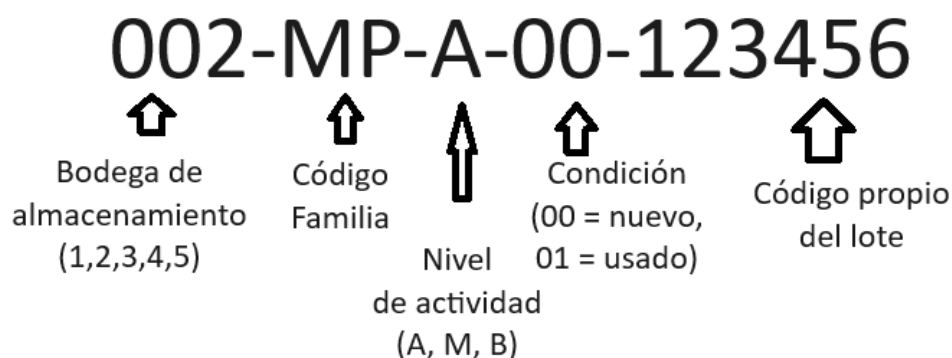 002-MP-A-00-123456
Bodega de
almacenamiento
(1,2,3,4,5)
Código
Familia
Nivel
de actividad
(A, M, B)
Condición
(00 = nuevo,
01 = usado)
Código propio
del lote